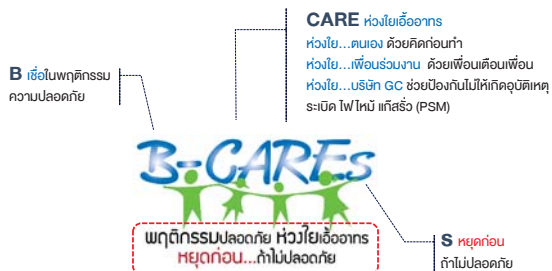 CARE ห่วงใยเอื้ออาทร
ห่วงใย...ตนเอง ด้วยคิดก่อนทำ
ห่วงใย...เพื่อนร่วมงาน ด้วยเพื่อนเตือนเพื่อน
ห่วงใย...บริษัท GC ช่วยป้องกันไม่ให้เกิดอุบัติเหตุ
ระเบิด ไฟไหม้ แก๊สรั่ว (PSM)
B เชื่อในพฤติกรรม
ความปลอดภัย
B-CAREs
พฤติกรรมปลอดภัย ห่วงใยเอื้ออาทร
หยุดก่อน...ถ้าไม่ปลอดภัย
S หยุดก่อน
ถ้าไม่ปลอดภัย